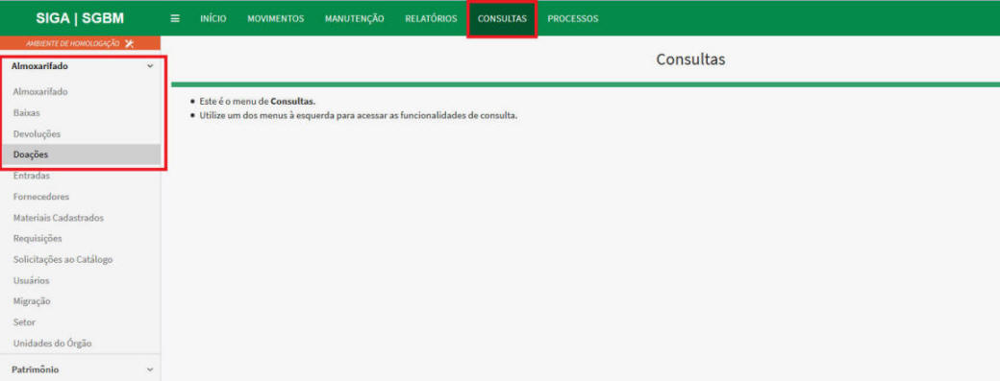 SIGA | SGBM
INÍCIO MOVIMENTOS MANUTENÇÃO RELATÓRIOS CONSULTAS PROCESSOS
AMBIENTE DE HOMOLOGAÇÃO
Almoxarifado
Almoxarifado
Baixas
Devoluções
Doações
Entradas
Fornecedores
Materiais Cadastrados
Requisições
Solicitações ao Catálogo
Usuários
Migração
Setor
Unidades do Órgão
Patrimônio
Consultas
Este é o menu de Consultas.
Utilize um dos menus à esquerda para acessar as funcionalidades de consulta.